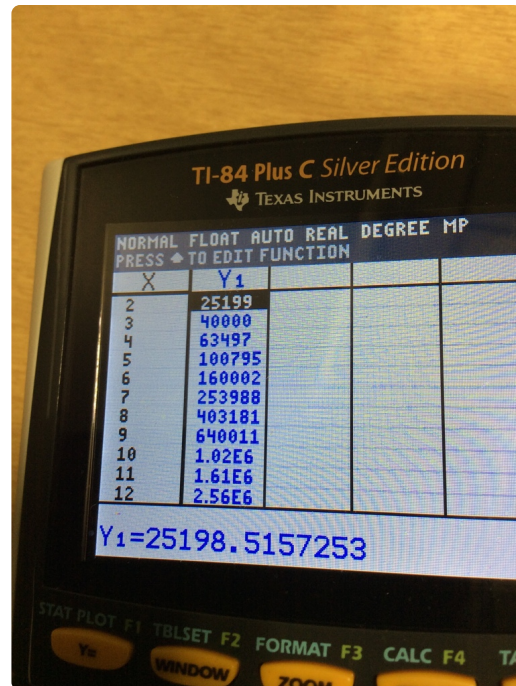 TI-84 Plus C Silver Edition
TEXAS INSTRUMENTS
NORMAL FLOAT AUTO REAL DEGREE MP
PRESS TO EDIT FUNCTION
X Y1
2 25199
3 40000
4 63497
5 100795
6 160002
7 253988
8 403181
9 640011
10 1.02E6
11 1.61E6
12 2.56E6
Y1=25198.5157253
STAT PLOT F1 TBLSET F2 FORMAT F3 CALC F4
Y= WINDOW ZOOM